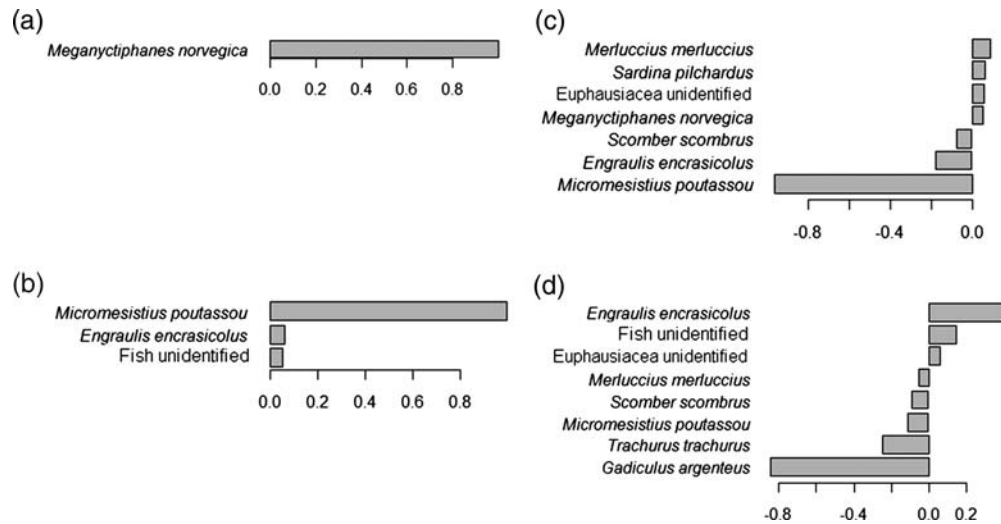 (a)
Meganyctiphanes norvegica
0.0 0.2 0.4 0.6 0.8
(b)
Micromesistius poutassou
Engraulis encrasicolus
Fish unidentified
0.0 0.2 0.4 0.6 0.8
(c)
Merluccius merluccius
Sardina pilchardus
Euphausiacea unidentified
Meganyctiphanes norvegica
Scomber scombrus
Engraulis encrasicolus
Micromesistius poutassou
-0.8 -0.4 0.0
(d)
Engraulis encrasicolus
Fish unidentified
Euphausiacea unidentified
Merluccius merluccius
Scomber scombrus
Micromesistius poutassou
Trachurus trachurus
Gadiculus argenteus
-0.8 -0.4 0.0 0.2